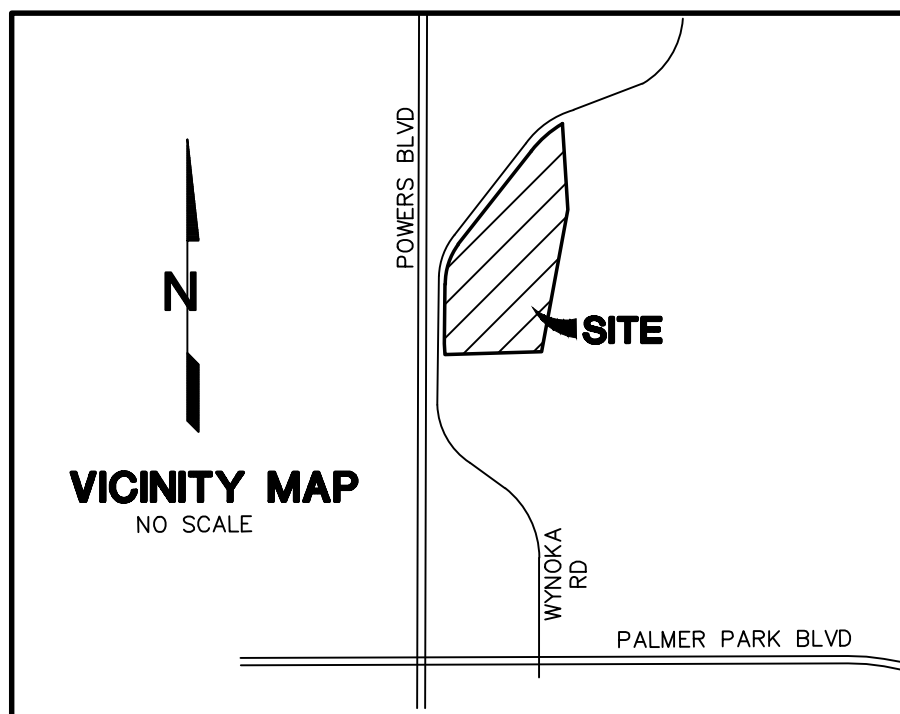 POWERS BLVD
N
SITE
VICINITY MAP
NO SCALE
WYNOKA
RD
PALMER PARK BLVD